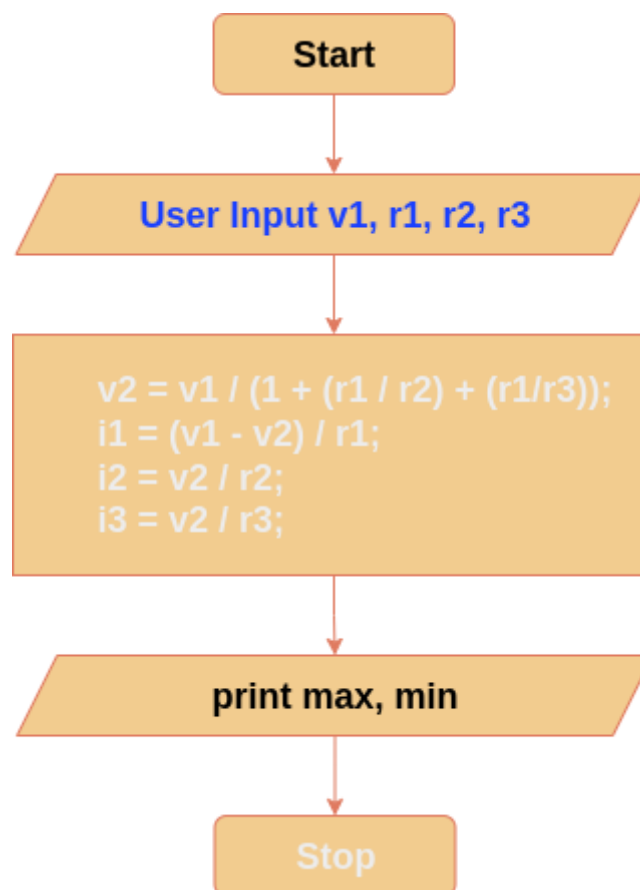 Start
User Input v1, r1, r2, r3
v2 = v1 / (1 + (r1 / r2) + (r1/r3));
i1 = (v1 - v2) / r1;
i2 = v2 / r2;
i3 = v2 / r3;
print max, min
Stop